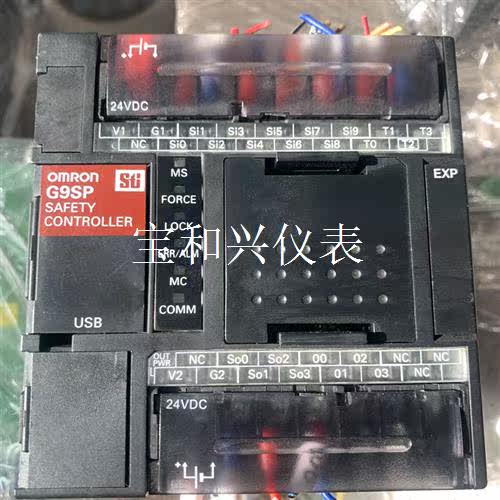 24VDC
V1 G1 Si1 Si3 Si5 Si7 Si9 T1 T3
NC Si0 Si2 Si4 Si6 Si8 T0 T2
OMRON STI
G9SP
SAFETY
CONTROLLER
MS
FORCE
LOCK
ERR/ALM
MC
COMM
EXP
宝和兴仪表
USB
OUT PWR NC So0 So2 00 02 NC NC
V2 G2 So1 So3 01 03 NC NC
24VDC